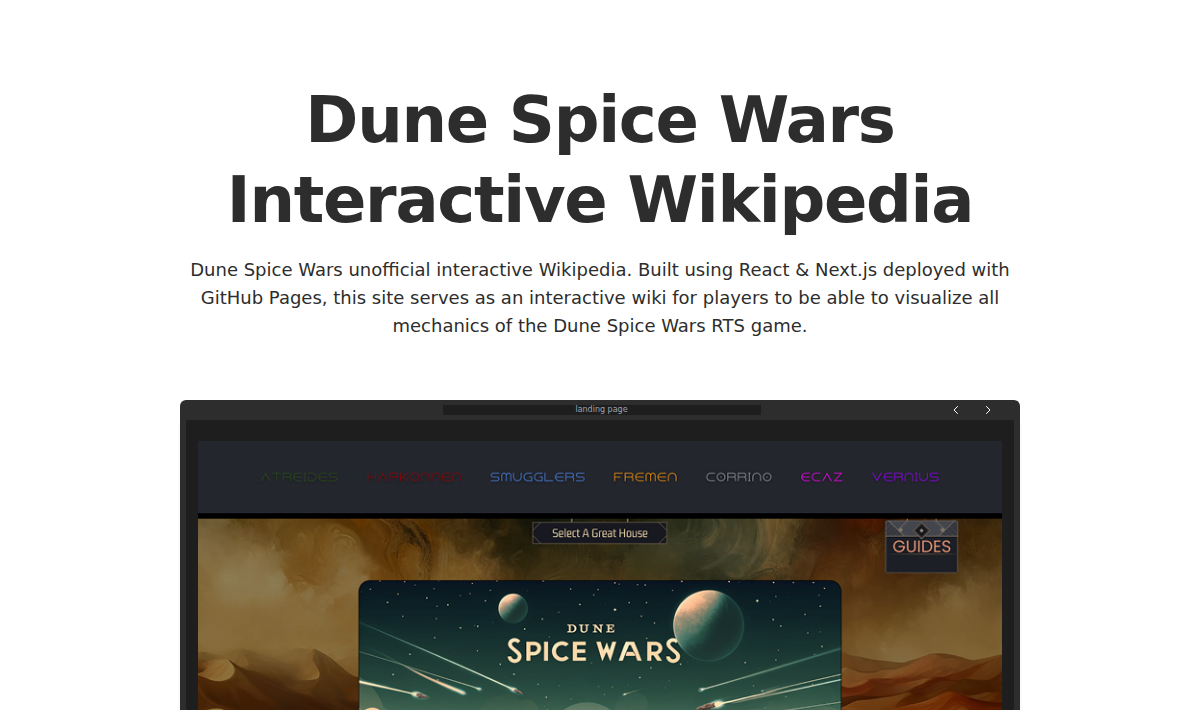 Dune Spice Wars
Interactive Wikipedia
Dune Spice Wars unofficial interactive Wikipedia. Built using React & Next.js deployed with
GitHub Pages, this site serves as an interactive wiki for players to be able to visualize all
mechanics of the Dune Spice Wars RTS game.
landing page
ATREIDES HARKONNEN SMUGGLERS FREMEN CORRINO ECAZ VERNIUS
Select A Great House
GUIDES
DUNE
SPICE WARS